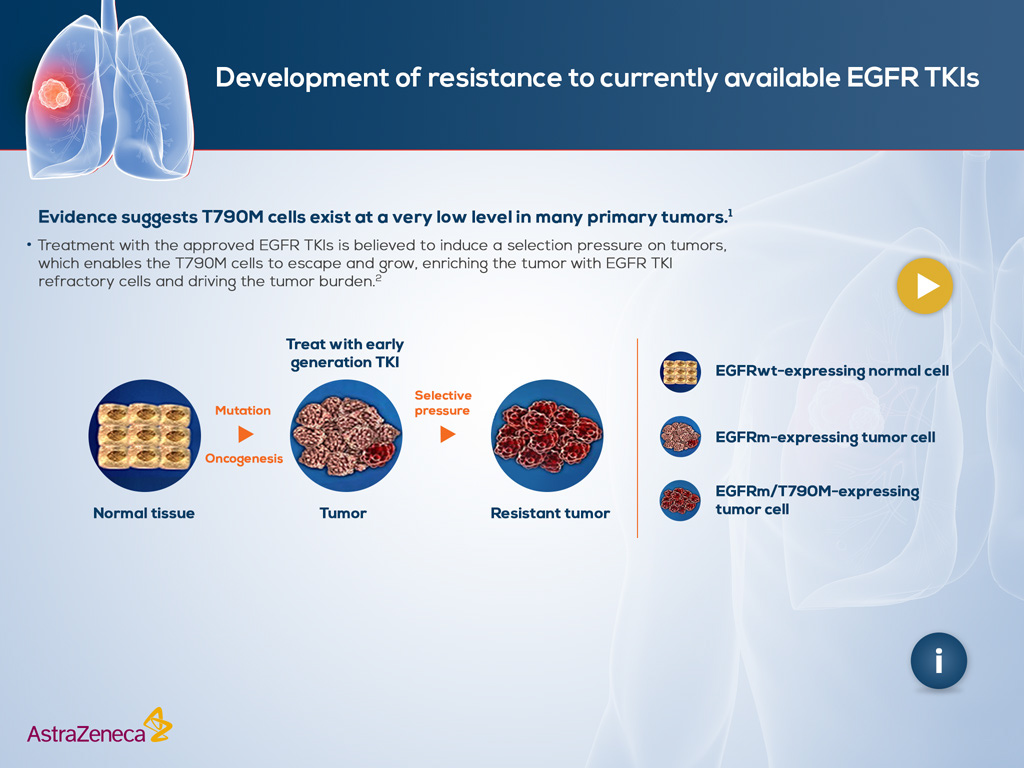 Development of resistance to currently available EGFR TKIs
Evidence suggests T790M cells exist at a very low level in many primary tumors.1
• Treatment with the approved EGFR TKIs is believed to induce a selection pressure on tumors,
which enables the T790M cells to escape and grow, enriching the tumor with EGFR TKI
refractory cells and driving the tumor burden.2
Treat with early
generation TKI
Mutation
Oncogenesis
Selective
pressure
Normal tissue
Tumor
Resistant tumor
EGFRwt-expressing normal cell
EGFRm-expressing tumor cell
EGFRm/T790M-expressing
tumor cell
i
AstraZeneca